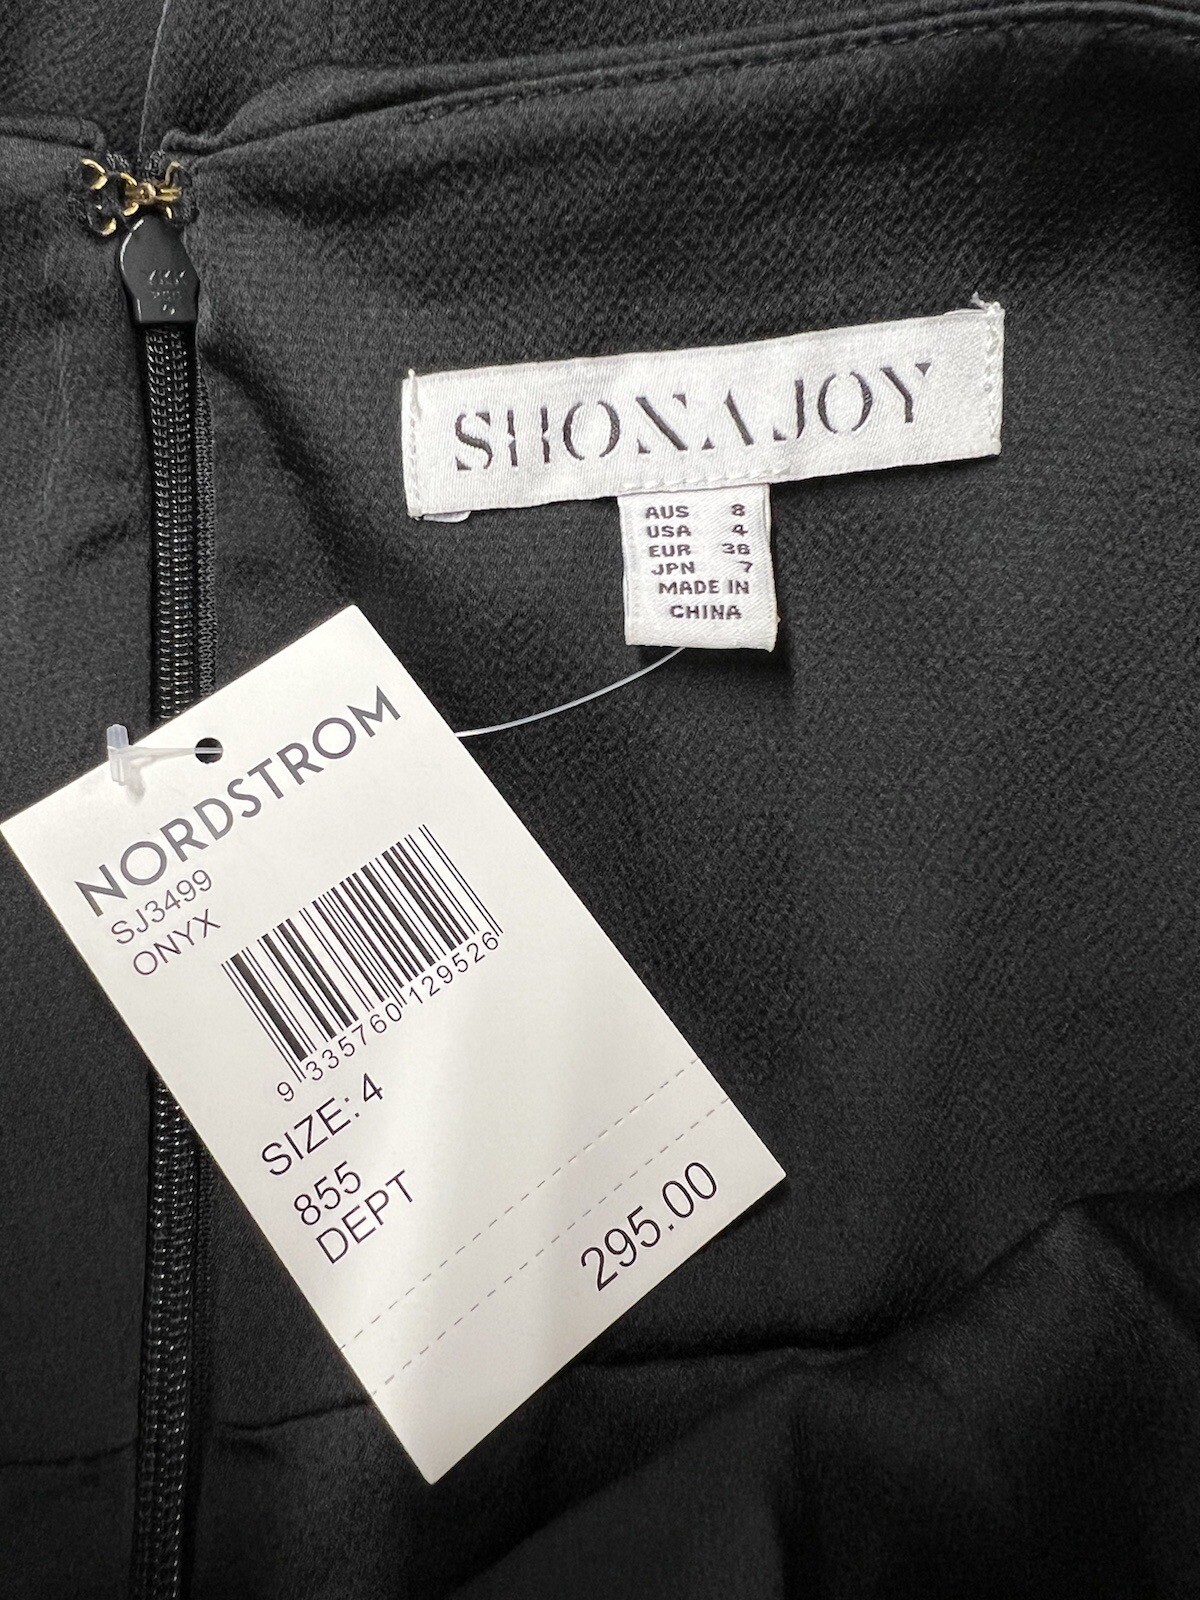 YKK
SHONA JOY
AUS 8
USA 4
EUR 36
JPN 7
MADE IN
CHINA
NORDSTROM
SJ3499
ONYX
9 335760 129526
SIZE: 4
855
DEPT
295.00